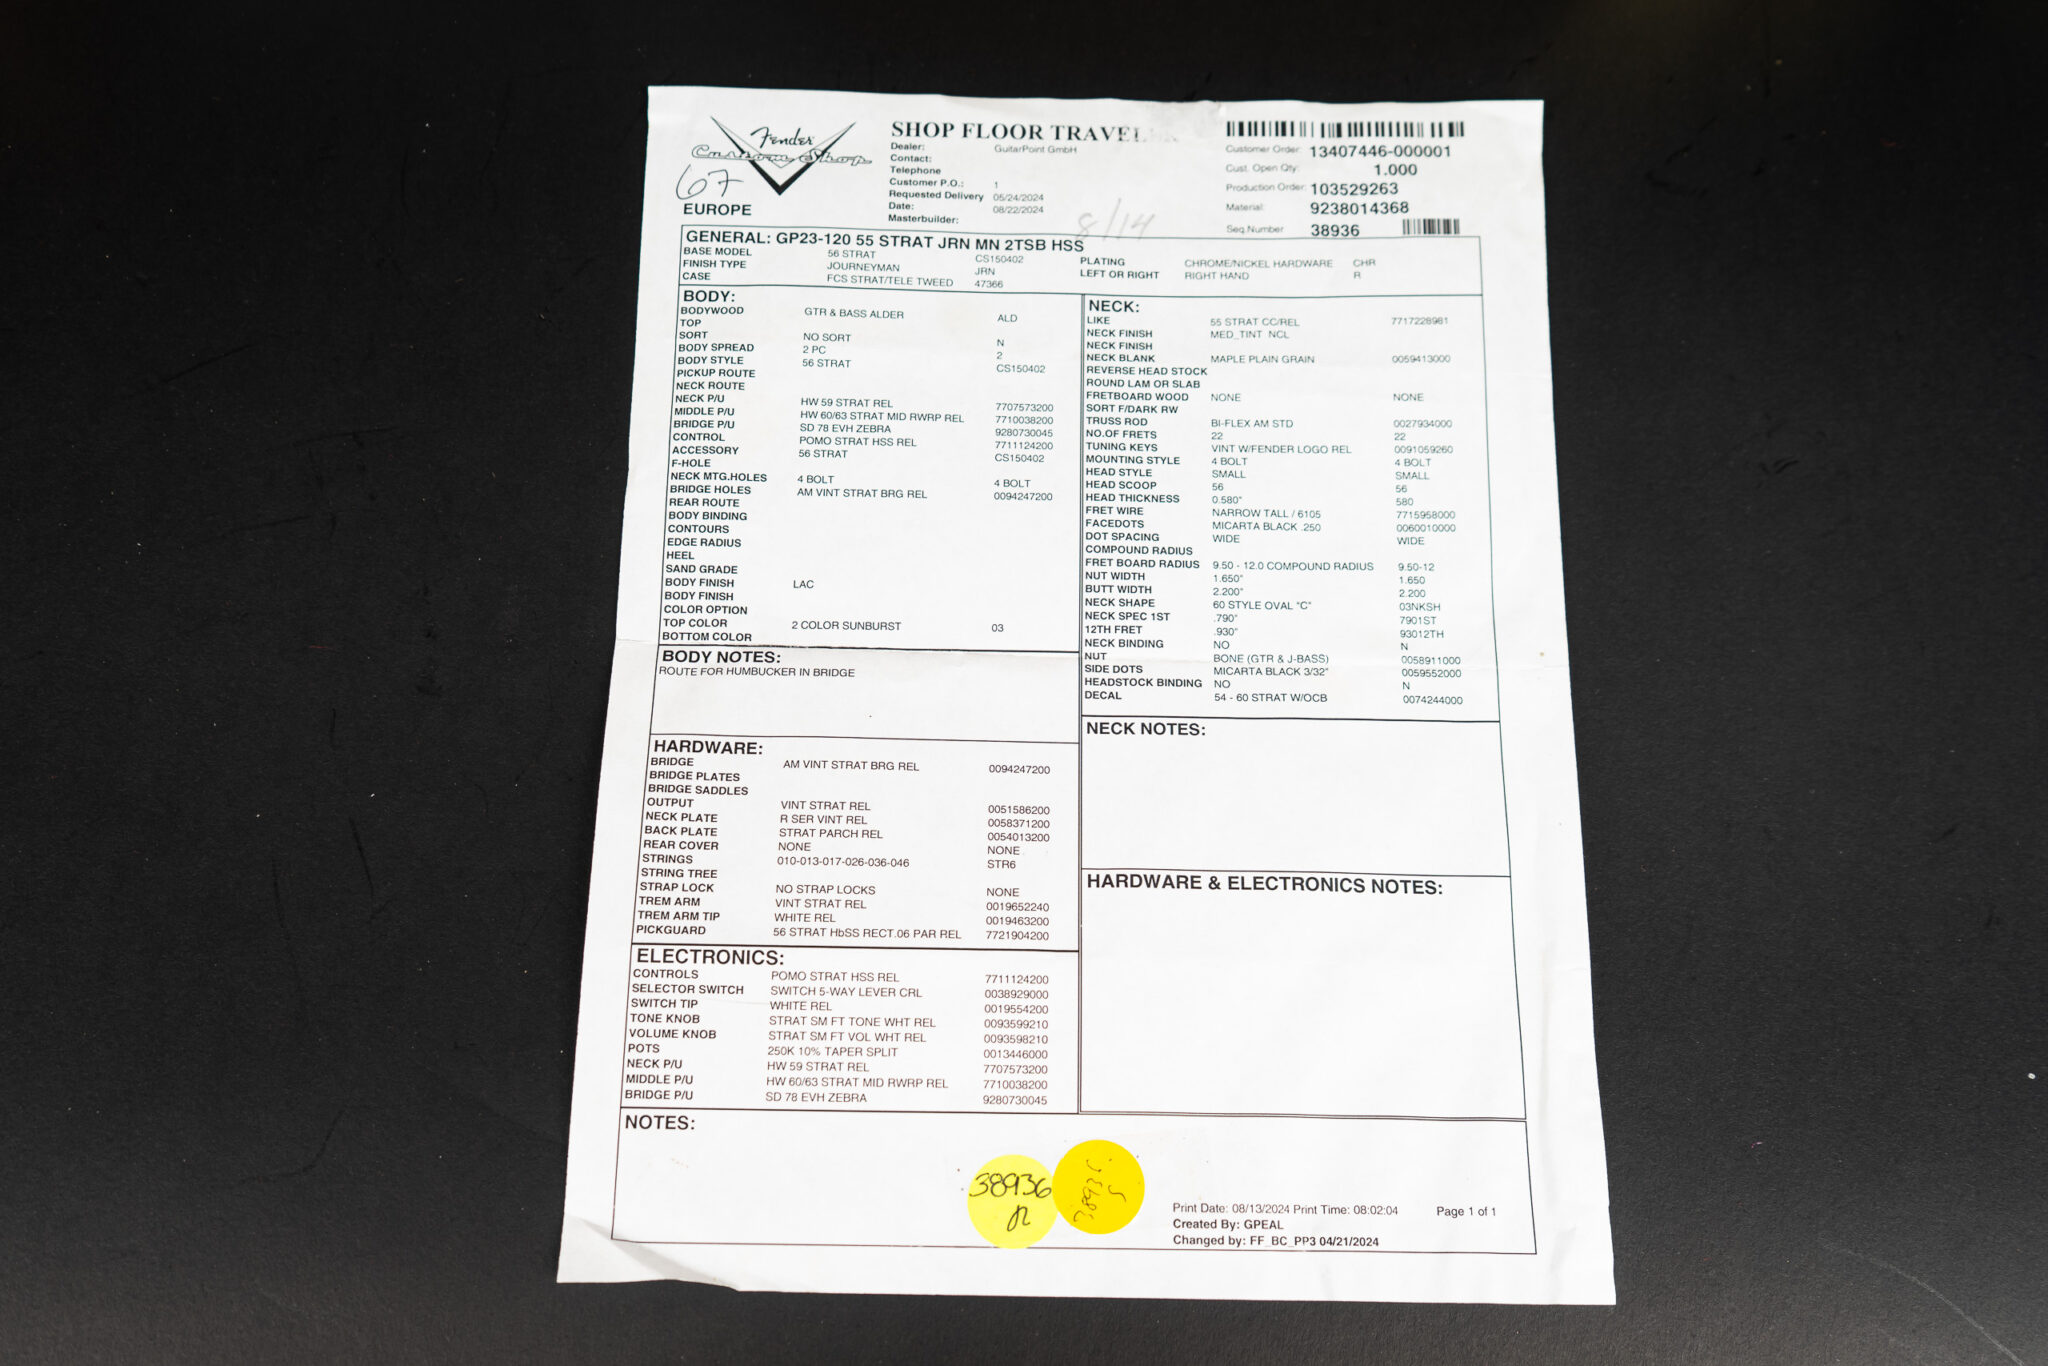 Fender
Custom Shop
67
EUROPE
SHOP FLOOR
Dealer: GuitarPoint GmbH
Contact:
Telephone
Customer P.O.: 1
Requested Delivery 05/24/2024
Date: 08/22/2024
Masterbuilder:
8/14
Customer Order: 13407446-000001
Cust. Open Qty: 1.000
Production Order: 103529263
Material: 9238014368
Seq.Number 38936
GENERAL: GP23-120 55 STRAT JRN MN 2TSB HSS
BASE MODEL 56 STRAT CS150402 PLATING CHROME/NICKEL HARDWARE CHR
FINISH TYPE JOURNEYMAN JRN LEFT OR RIGHT RIGHT HAND R
CASE FCS STRAT/TELE TWEED 47366
BODY:
BODYWOOD GTR & BASS ALDER ALD
TOP
SORT NO SORT N
BODY SPREAD 2 PC 2
BODY STYLE 56 STRAT CS150402
PICKUP ROUTE
NECK ROUTE
NECK P/U HW 59 STRAT REL 7707573200
MIDDLE P/U HW 60/63 STRAT MID RWRP REL 7710038200
BRIDGE P/U SD 78 EVH ZEBRA 9280730045
CONTROL POMO STRAT HSS REL 7711124200
ACCESSORY 56 STRAT CS150402
F-HOLE
NECK MTG.HOLES 4 BOLT 4 BOLT
BRIDGE HOLES AM VINT STRAT BRG REL 0094247200
REAR ROUTE
BODY BINDING
CONTOURS
EDGE RADIUS
HEEL
SAND GRADE
BODY FINISH LAC
BODY FINISH
COLOR OPTION
TOP COLOR 2 COLOR SUNBURST 03
BOTTOM COLOR
BODY NOTES:
ROUTE FOR HUMBUCKER IN BRIDGE
HARDWARE:
BRIDGE AM VINT STRAT BRG REL 0094247200
BRIDGE PLATES
BRIDGE SADDLES
OUTPUT VINT STRAT REL 0051586200
NECK PLATE R SER VINT REL 0058371200
BACK PLATE STRAT PARCH REL 0054013200
REAR COVER NONE NONE
STRINGS 010-013-017-026-036-046 STR6
STRING TREE
STRAP LOCK NO STRAP LOCKS NONE
TREM ARM VINT STRAT REL 0019652240
TREM ARM TIP WHITE REL 0019463200
PICKGUARD 56 STRAT HbSS RECT.06 PAR REL 7721904200
ELECTRONICS:
CONTROLS POMO STRAT HSS REL 7711124200
SELECTOR SWITCH SWITCH 5-WAY LEVER CRL 0038929000
SWITCH TIP WHITE REL 0019554200
TONE KNOB STRAT SM FT TONE WHT REL 0093599210
VOLUME KNOB STRAT SM FT VOL WHT REL 0093598210
POTS 250K 10% TAPER SPLIT 0013446000
NECK P/U HW 59 STRAT REL 7707573200
MIDDLE P/U HW 60/63 STRAT MID RWRP REL 7710038200
BRIDGE P/U SD 78 EVH ZEBRA 9280730045
NECK:
LIKE 55 STRAT CC/REL 7717228961
NECK FINISH MED_TINT NCL
NECK FINISH
NECK BLANK MAPLE PLAIN GRAIN 0059413000
REVERSE HEAD STOCK
ROUND LAM OR SLAB
FRETBOARD WOOD NONE NONE
SORT F/DARK RW
TRUSS ROD BI-FLEX AM STD 0027934000
NO.OF FRETS 22 22
TUNING KEYS VINT W/FENDER LOGO REL 0091059260
MOUNTING STYLE 4 BOLT 4 BOLT
HEAD STYLE SMALL SMALL
HEAD SCOOP 56 56
HEAD THICKNESS 0.580" 580
FRET WIRE NARROW TALL / 6105 7715958000
FACEDOTS MICARTA BLACK .250 0060010000
DOT SPACING WIDE WIDE
COMPOUND RADIUS
FRET BOARD RADIUS 9.50 - 12.0 COMPOUND RADIUS 9.50-12
NUT WIDTH 1.650" 1.650
BUTT WIDTH 2.200" 2.200
NECK SHAPE 60 STYLE OVAL "C" 03NKSH
NECK SPEC 1ST .790" 7901ST
12TH FRET .930" 93012TH
NECK BINDING NO N
NUT BONE (GTR & J-BASS) 0058911000
SIDE DOTS MICARTA BLACK 3/32" 0059552000
HEADSTOCK BINDING NO N
DECAL 54 - 60 STRAT W/OCB 0074244000
NECK NOTES:
HARDWARE & ELECTRONICS NOTES:
NOTES:
38936
Print Date: 08/13/2024 Print Time: 08:02:04 Page 1 of 1
Created By: GPEAL
Changed by: FF_BC_PP3 04/21/2024